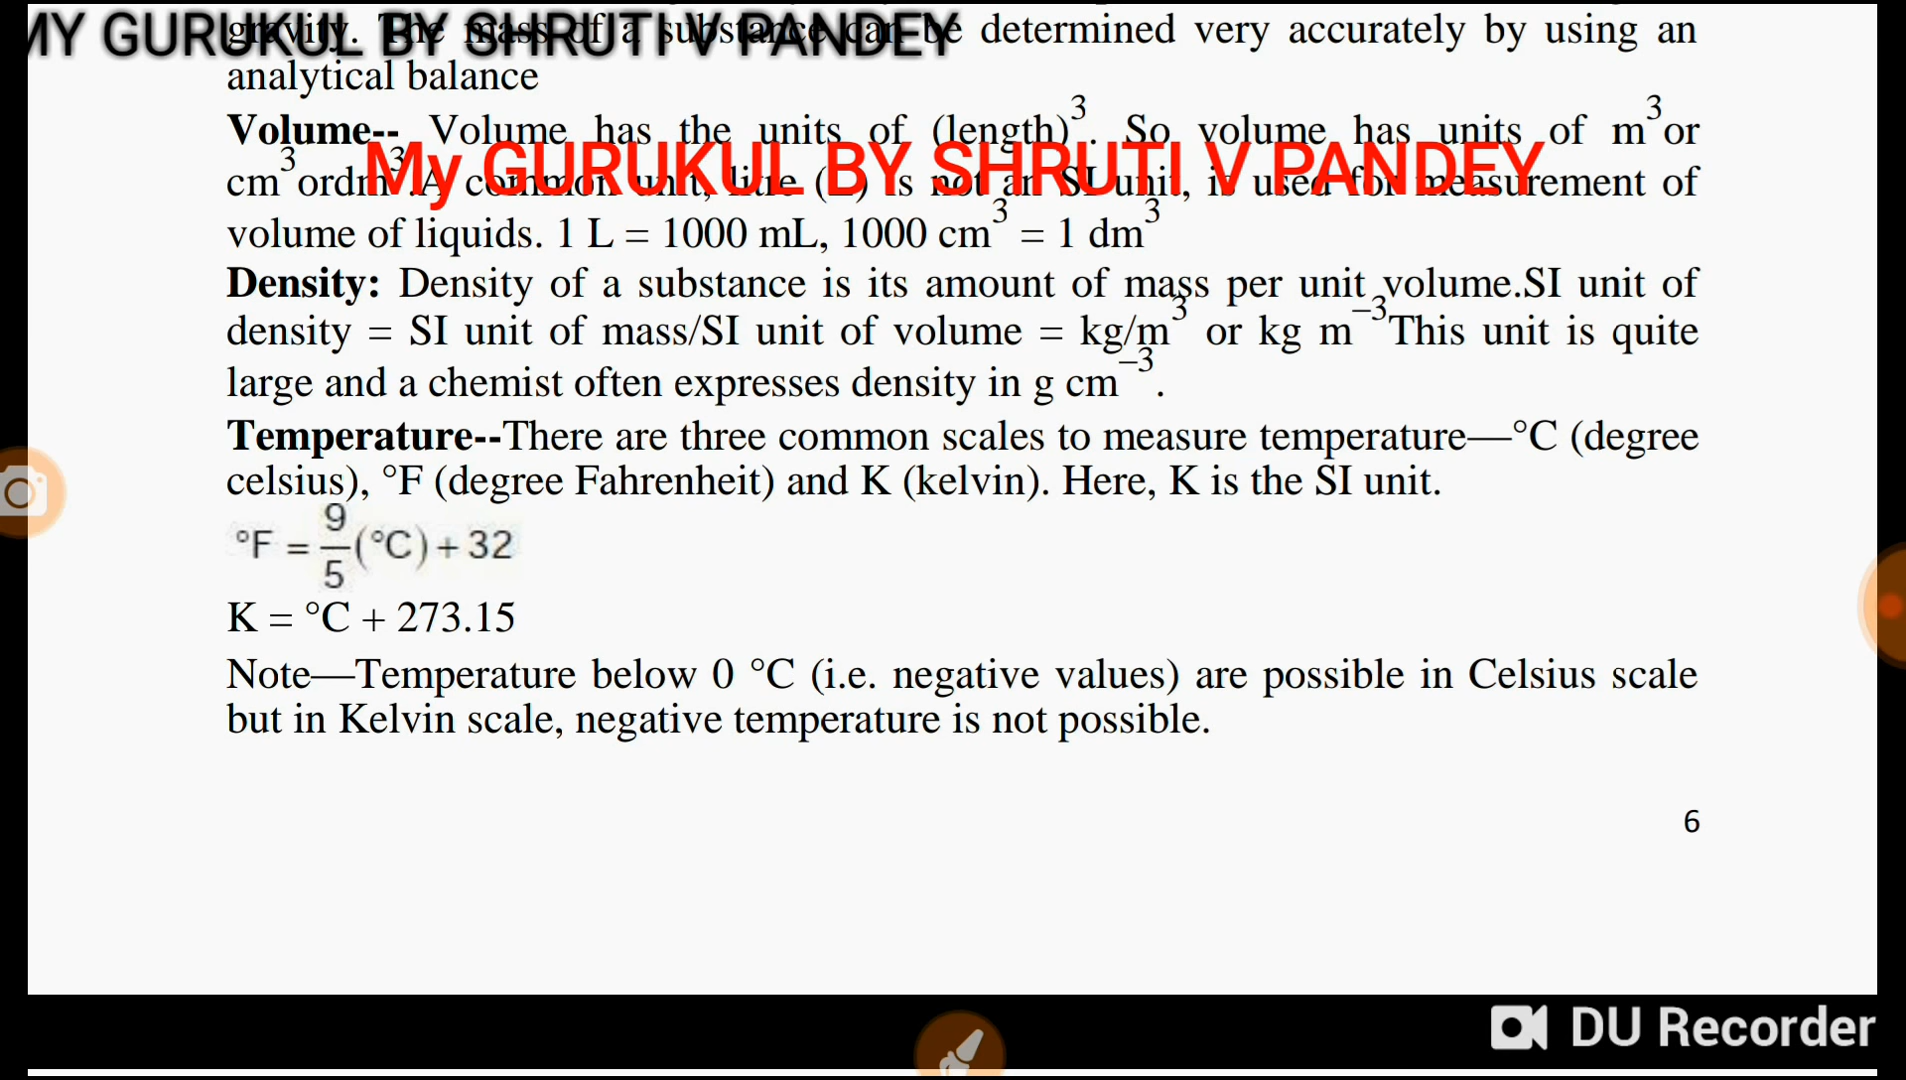 MY GURUKUL BY SHRUTI V PANDEY
gravity. The mass of a substance can be determined very accurately by using an
analytical balance
Volume-- Volume has the units of (length)³. So volume has units of m³or
My GURUKUL BY SHRUTI V PANDEY
cm³ordm³.A common unit, litre (L) is not an SI unit, is used for measurement of
volume of liquids. 1 L = 1000 mL, 1000 cm³ = 1 dm³
Density: Density of a substance is its amount of mass per unit volume.SI unit of
density = SI unit of mass/SI unit of volume = kg/m³ or kg m⁻³This unit is quite
large and a chemist often expresses density in g cm⁻³.
Temperature--There are three common scales to measure temperature—°C (degree
celsius), °F (degree Fahrenheit) and K (kelvin). Here, K is the SI unit.
°F = 9/5(°C) + 32
K = °C + 273.15
Note—Temperature below 0 °C (i.e. negative values) are possible in Celsius scale
but in Kelvin scale, negative temperature is not possible.
6
DU Recorder